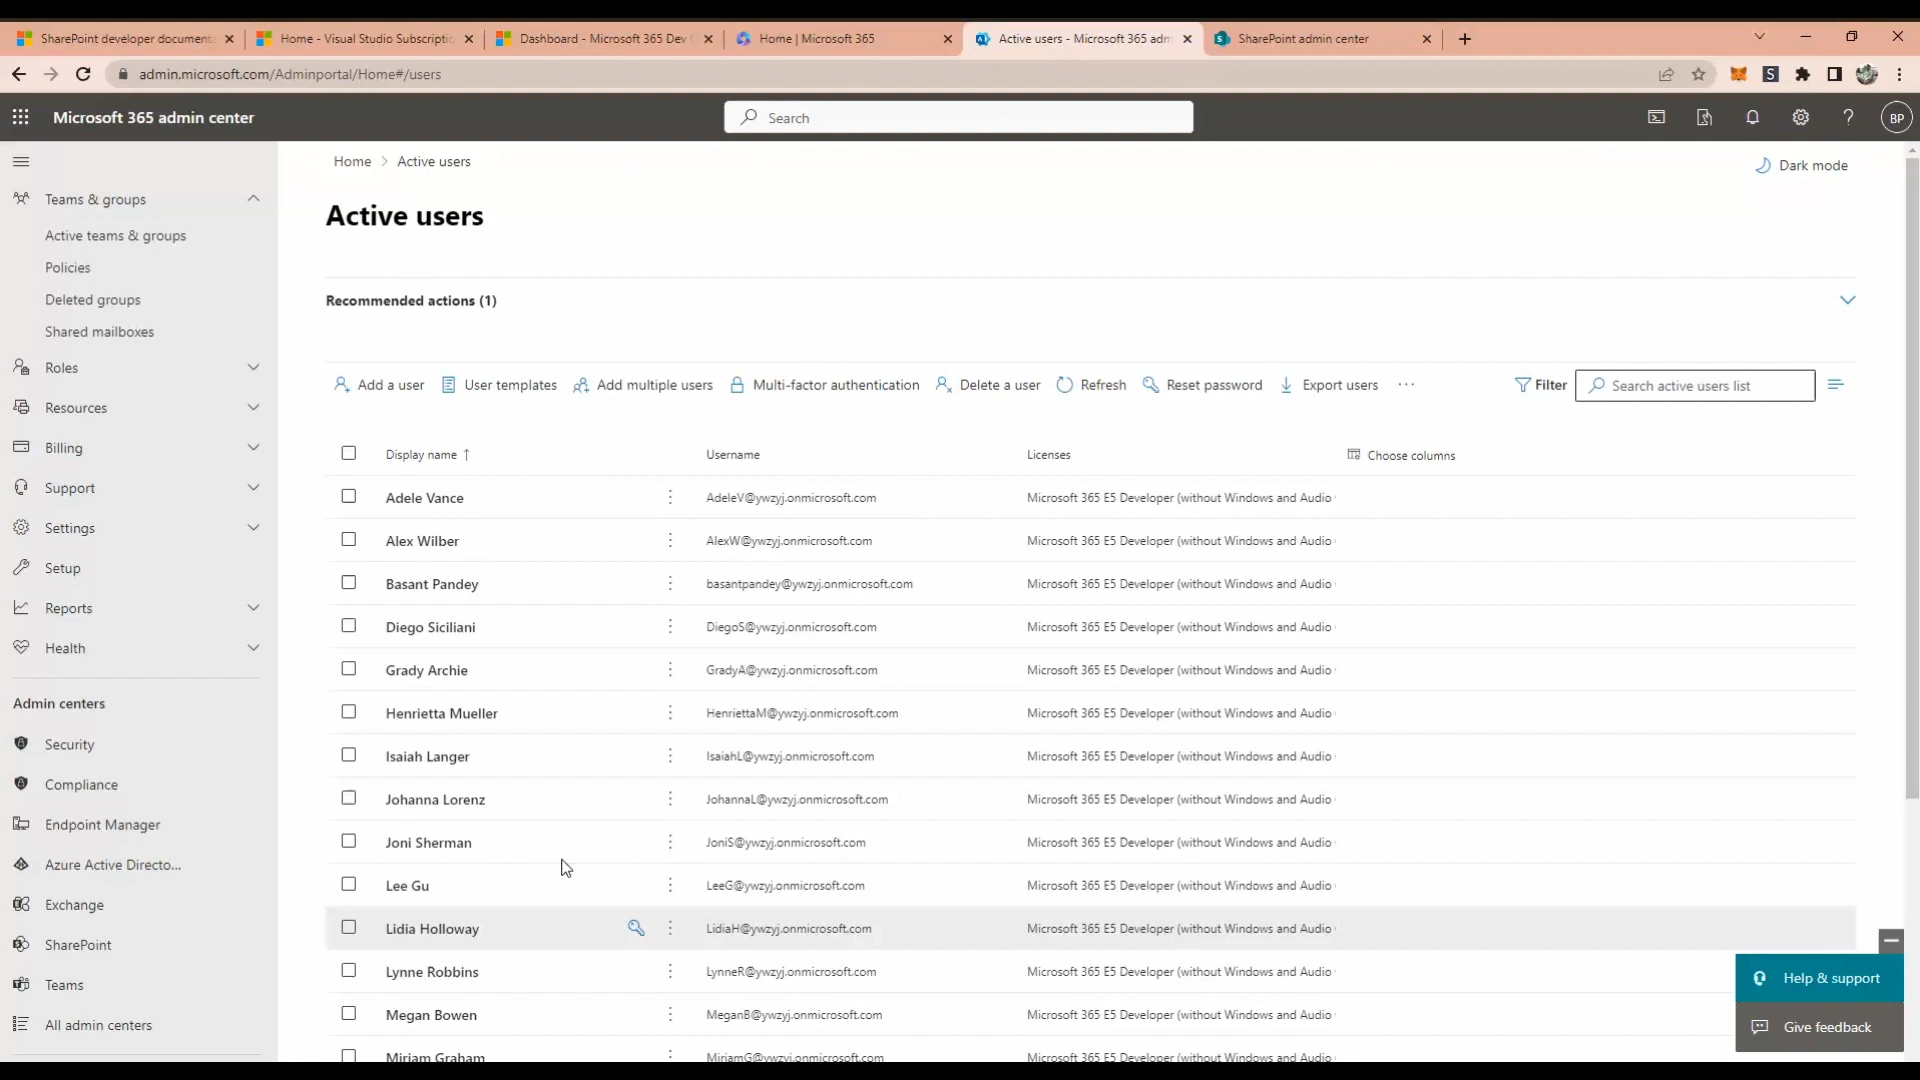 SharePoint developer documenta
Home - Visual Studio Subscriptio
Dashboard - Microsoft 365 Dev C
Home | Microsoft 365
Active users - Microsoft 365 adm
SharePoint admin center
admin.microsoft.com/Adminportal/Home#/users
Microsoft 365 admin center
Search
BP
Home > Active users
Dark mode
Active users
Recommended actions (1)
Add a user
User templates
Add multiple users
Multi-factor authentication
Delete a user
Refresh
Reset password
Export users
Filter
Search active users list
Display name ↑
Username
Licenses
Choose columns
Adele Vance AdeleV@ywzyj.onmicrosoft.com Microsoft 365 E5 Developer (without Windows and Audio
Alex Wilber AlexW@ywzyj.onmicrosoft.com Microsoft 365 E5 Developer (without Windows and Audio
Basant Pandey basantpandey@ywzyj.onmicrosoft.com Microsoft 365 E5 Developer (without Windows and Audio
Diego Siciliani DiegoS@ywzyj.onmicrosoft.com Microsoft 365 E5 Developer (without Windows and Audio
Grady Archie GradyA@ywzyj.onmicrosoft.com Microsoft 365 E5 Developer (without Windows and Audio
Henrietta Mueller HenriettaM@ywzyj.onmicrosoft.com Microsoft 365 E5 Developer (without Windows and Audio
Isaiah Langer IsaiahL@ywzyj.onmicrosoft.com Microsoft 365 E5 Developer (without Windows and Audio
Johanna Lorenz JohannaL@ywzyj.onmicrosoft.com Microsoft 365 E5 Developer (without Windows and Audio
Joni Sherman JoniS@ywzyj.onmicrosoft.com Microsoft 365 E5 Developer (without Windows and Audio
Lee Gu LeeG@ywzyj.onmicrosoft.com Microsoft 365 E5 Developer (without Windows and Audio
Lidia Holloway LidiaH@ywzyj.onmicrosoft.com Microsoft 365 E5 Developer (without Windows and Audio
Lynne Robbins LynneR@ywzyj.onmicrosoft.com Microsoft 365 E5 Developer (without Windows and Audio
Megan Bowen MeganB@ywzyj.onmicrosoft.com Microsoft 365 E5 Developer (without Windows and Audio
Miriam Graham MiriamG@ywzyj.onmicrosoft.com Microsoft 365 E5 Developer (without Windows and Audio
Teams & groups
Active teams & groups
Policies
Deleted groups
Shared mailboxes
Roles
Resources
Billing
Support
Settings
Setup
Reports
Health
Admin centers
Security
Compliance
Endpoint Manager
Azure Active Directo...
Exchange
SharePoint
Teams
All admin centers
Help & support
Give feedback